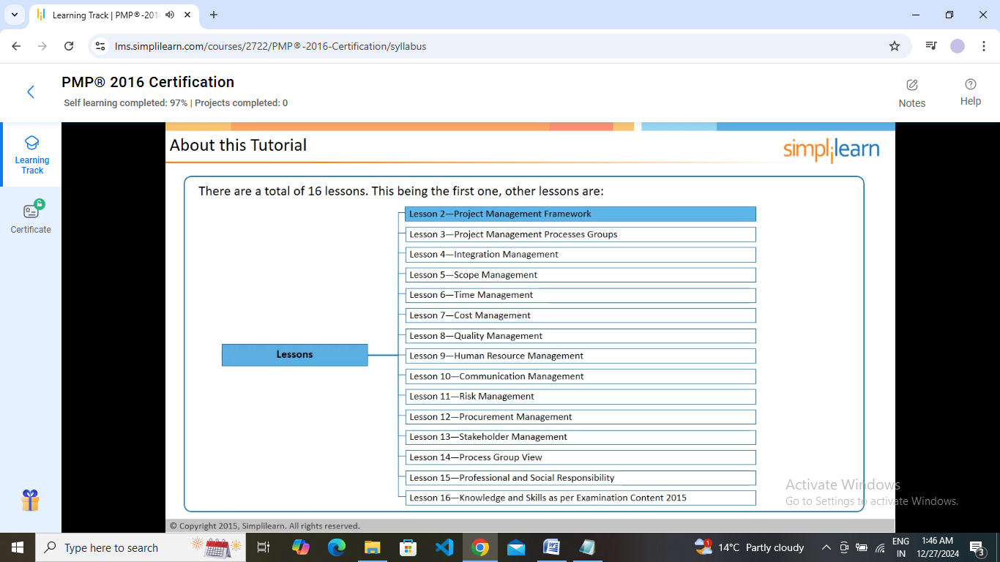 Learning Track | PMP®-201
lms.simplilearn.com/courses/2722/PMP®-2016-Certification/syllabus
PMP® 2016 Certification
Self learning completed: 97% | Projects completed: 0
Notes
Help
Learning
Track
Certificate
About this Tutorial
simplilearn
There are a total of 16 lessons. This being the first one, other lessons are:
Lessons
Lesson 2—Project Management Framework
Lesson 3—Project Management Processes Groups
Lesson 4—Integration Management
Lesson 5—Scope Management
Lesson 6—Time Management
Lesson 7—Cost Management
Lesson 8—Quality Management
Lesson 9—Human Resource Management
Lesson 10—Communication Management
Lesson 11—Risk Management
Lesson 12—Procurement Management
Lesson 13—Stakeholder Management
Lesson 14—Process Group View
Lesson 15—Professional and Social Responsibility
Lesson 16—Knowledge and Skills as per Examination Content 2015
Activate Windows
Go to Settings to activate Windows.
© Copyright 2015, Simplilearn. All rights reserved.
Type here to search
1
14°C Partly cloudy
ENG
IN
1:46 AM
12/27/2024
3